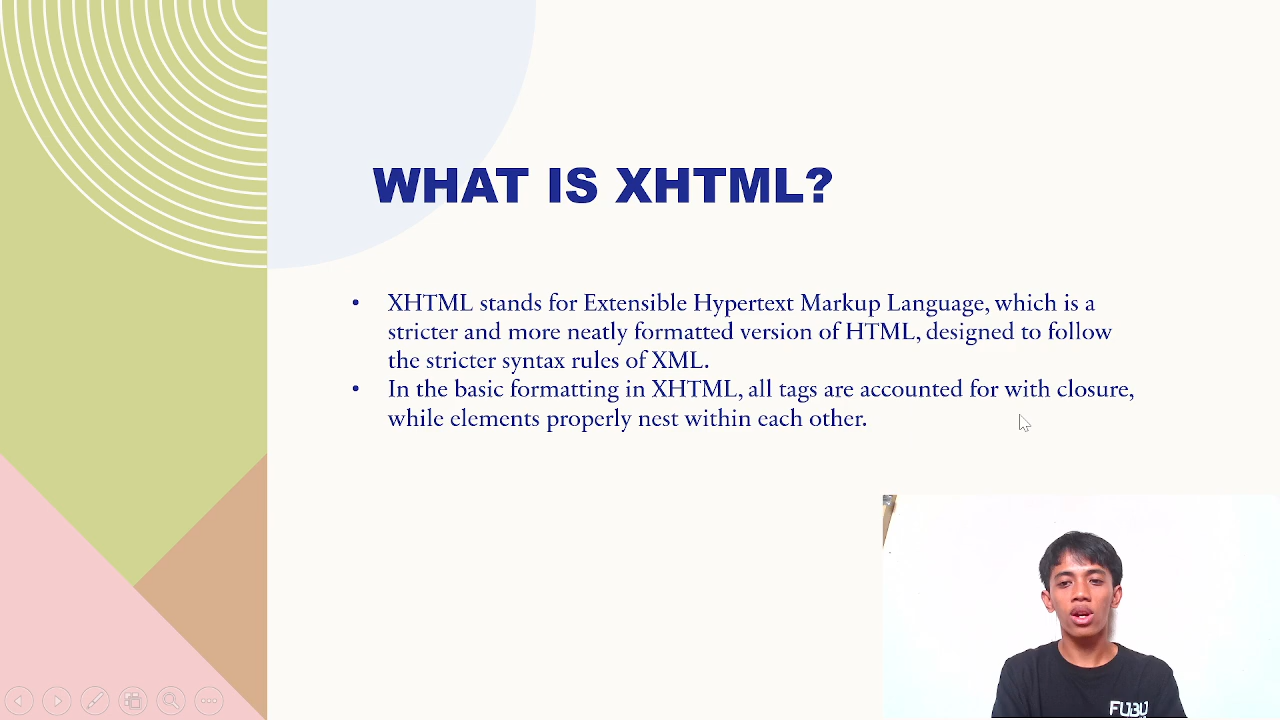 WHAT IS XHTML?
• XHTML stands for Extensible Hypertext Markup Language, which is a
stricter and more neatly formatted version of HTML, designed to follow
the stricter syntax rules of XML.
• In the basic formatting in XHTML, all tags are accounted for with closure,
while elements properly nest within each other.
FUBU